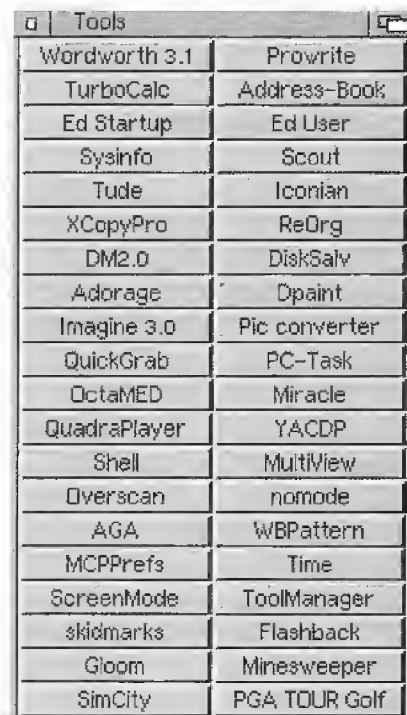 Tools
Wordworth 3.1 Prowrite
TurboCalc Address-Book
Ed Startup Ed User
Sysinfo Scout
Tude Iconian
XCopyPro ReOrg
DM2.0 DiskSalv
Adorage Dpaint
Imagine 3.0 Pic converter
QuickGrab PC-Task
OctaMED Miracle
QuadraPlayer YACDP
Shell MultiView
Overscan nomode
AGA WBPattern
MCPPrefs Time
ScreenMode ToolManager
skidmarks Flashback
Gloom Minesweeper
SimCity PGA TOUR Golf